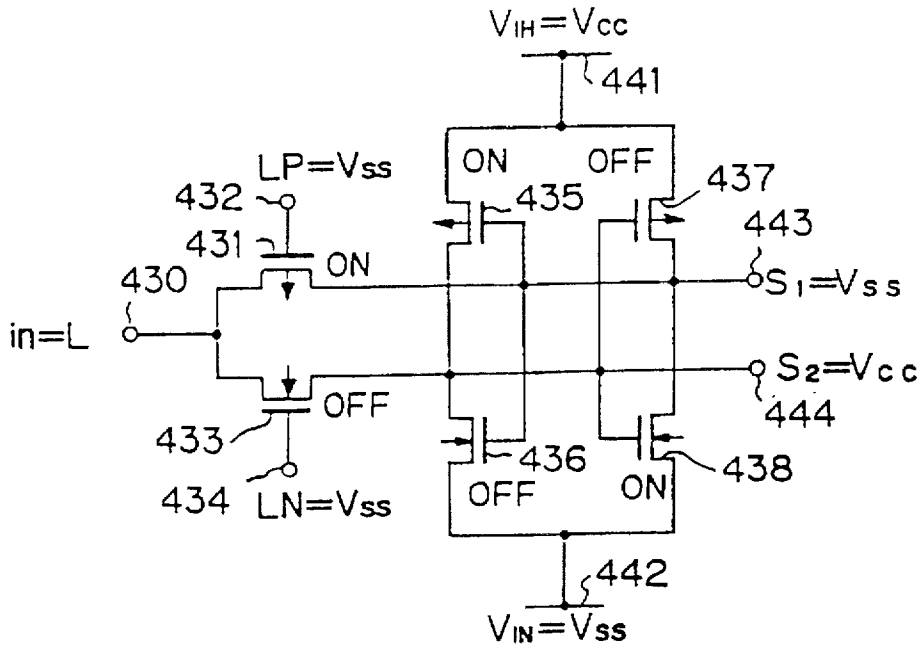 VIH=VCC
441
ON
OFF
LP=VSS
432
435
437
431
ON
443
430
S1=VSS
in=L
S2=VCC
OFF
444
433
436
438
434
LN=VSS
OFF
ON
442
VIN=VSS